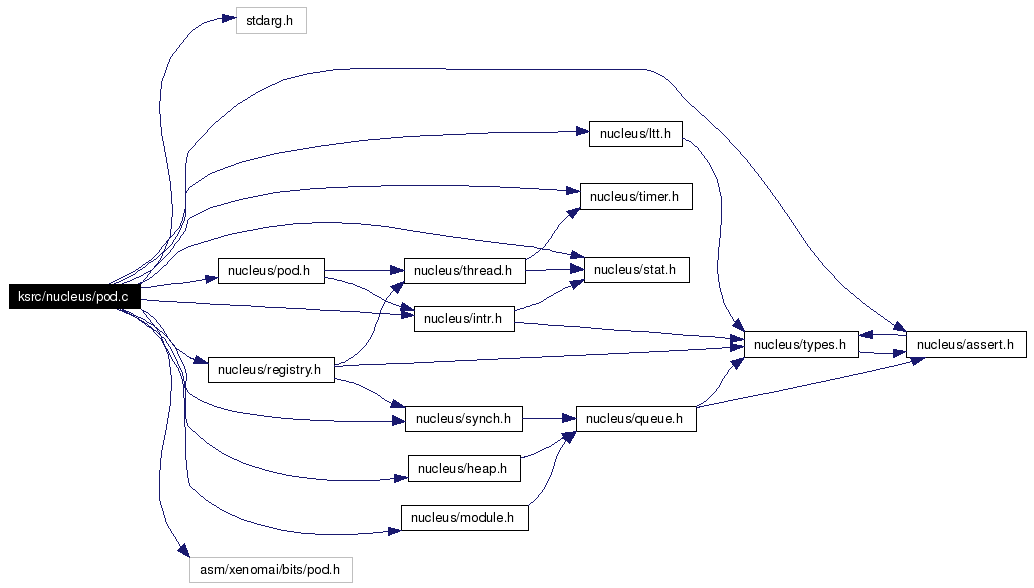 stdarg.h
nucleus/ltt.h
nucleus/timer.h
nucleus/pod.h
nucleus/thread.h
nucleus/stat.h
ksrc/nucleus/pod.c
nucleus/intr.h
nucleus/types.h
nucleus/assert.h
nucleus/registry.h
nucleus/synch.h
nucleus/queue.h
nucleus/heap.h
nucleus/module.h
asm/xenomai/bits/pod.h